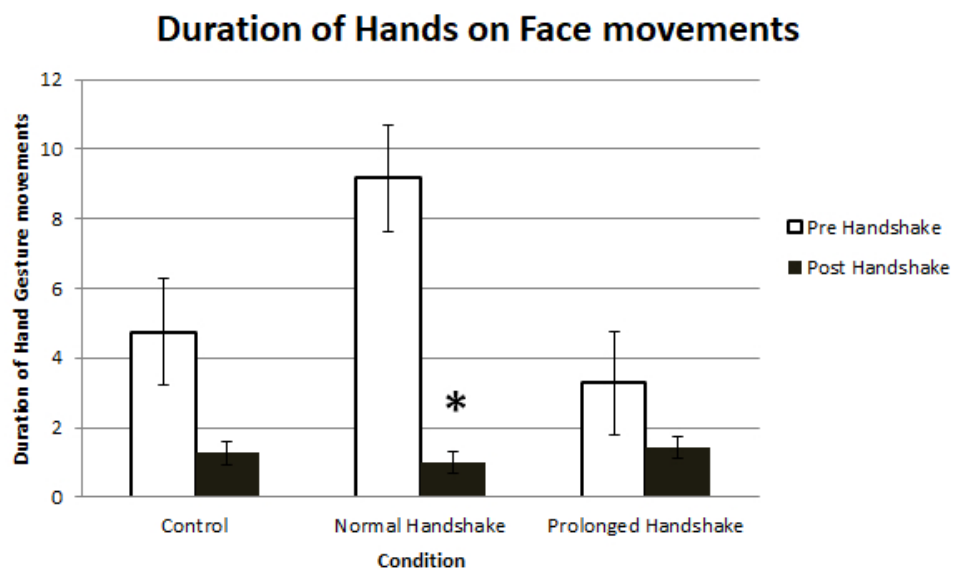 Duration of Hands on Face movements
Duration of Hand Gesture movements
12
10
8
6
4
2
0
*
Control
Normal Handshake
Prolonged Handshake
Condition
Pre Handshake
Post Handshake